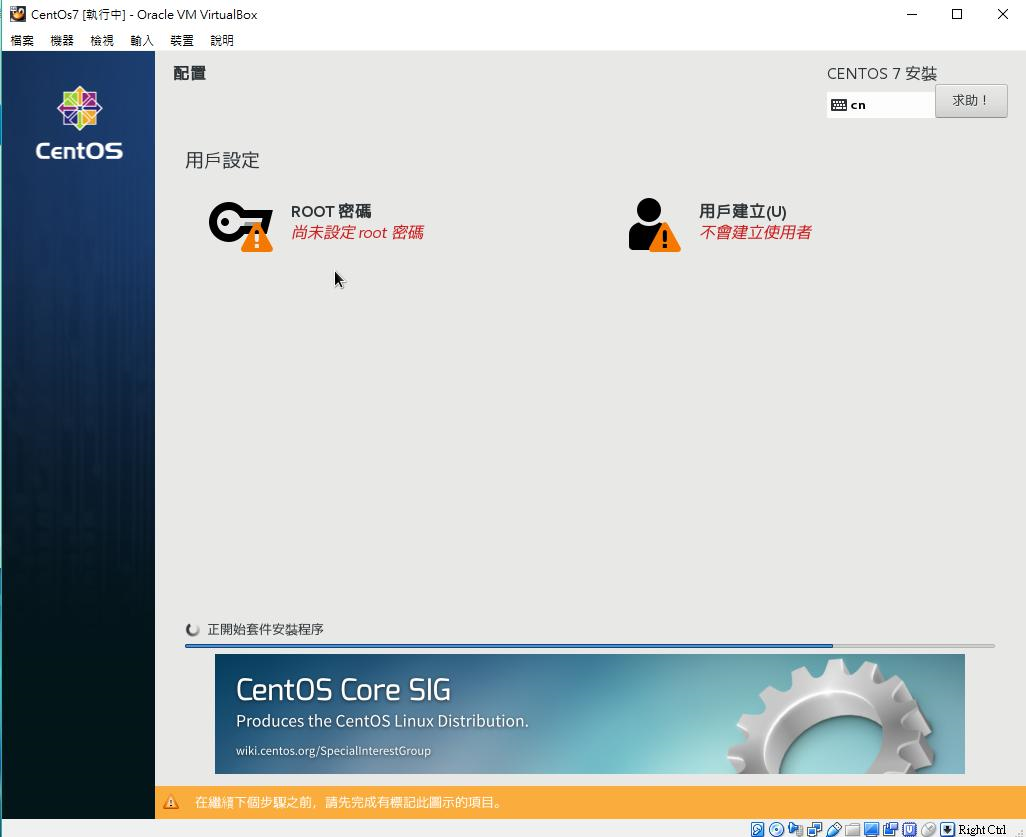 CentOs7 [執行中] - Oracle VM VirtualBox
檔案 機器 檢視 輸入 裝置 說明
CentOS
配置
CENTOS 7 安裝
cn
求助！
用戶設定
ROOT 密碼
尚未設定 root 密碼
用戶建立(U)
不會建立使用者
正開始套件安裝程序
CentOS Core SIG
Produces the CentOS Linux Distribution.
wiki.centos.org/SpecialInterestGroup
在繼續下個步驟之前，請先完成有標記此圖示的項目。
Right Ctrl